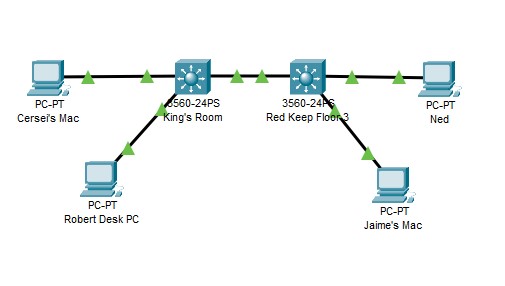 PC-PT
Cersei's Mac
3560-24PS
King's Room
3560-24PS
Red Keep Floor 3
PC-PT
Ned
PC-PT
Robert Desk PC
PC-PT
Jaime's Mac